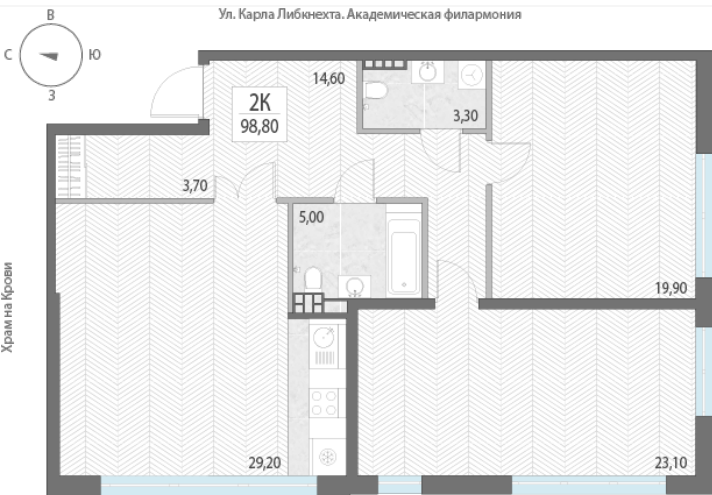 Ул. Карла Либкнехта. Академическая филармония
В
С
Ю
З
14,60
2К
98,80
3,30
3,70
5,00
19,90
Храм на Крови
29,20
23,10